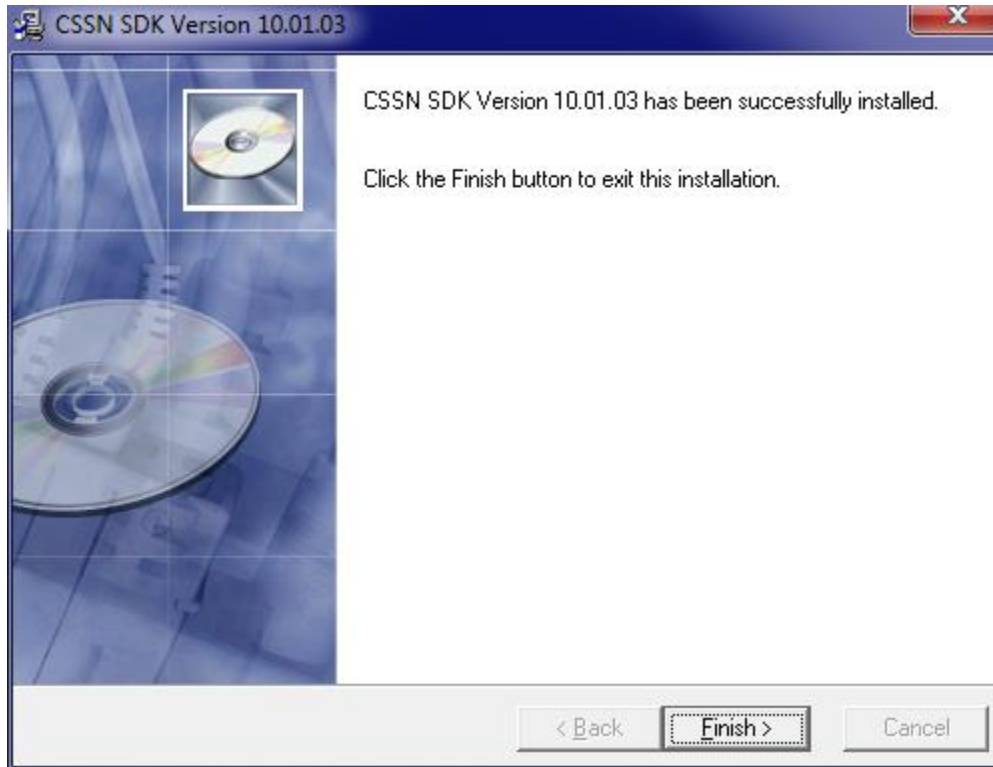 CSSN SDK Version 10.01.03
CSSN SDK Version 10.01.03 has been successfully installed.
Click the Finish button to exit this installation.
< Back
Finish >
Cancel